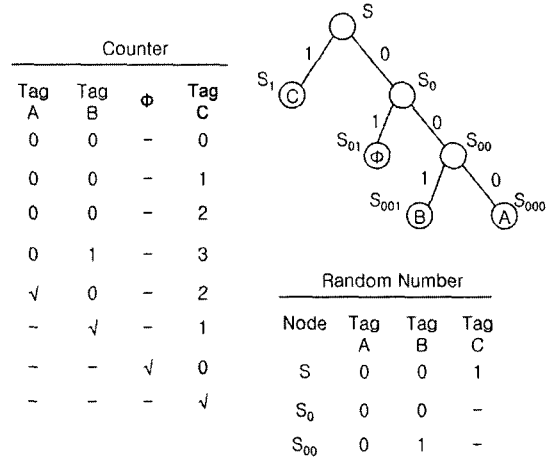 Counter
Tag A Tag B Φ Tag C
0 0 – 0
0 0 – 1
0 0 – 2
0 1 – 3
√ 0 – 2
– √ – 1
– – √ 0
– – – √
S
1 0
S₁ C S₀
1 0
S₀₁ Φ S₀₀
1 0
S₀₀₁ B A S₀₀₀
Random Number
Node Tag A Tag B Tag C
S 0 0 1
S₀ 0 0 –
S₀₀ 0 1 –